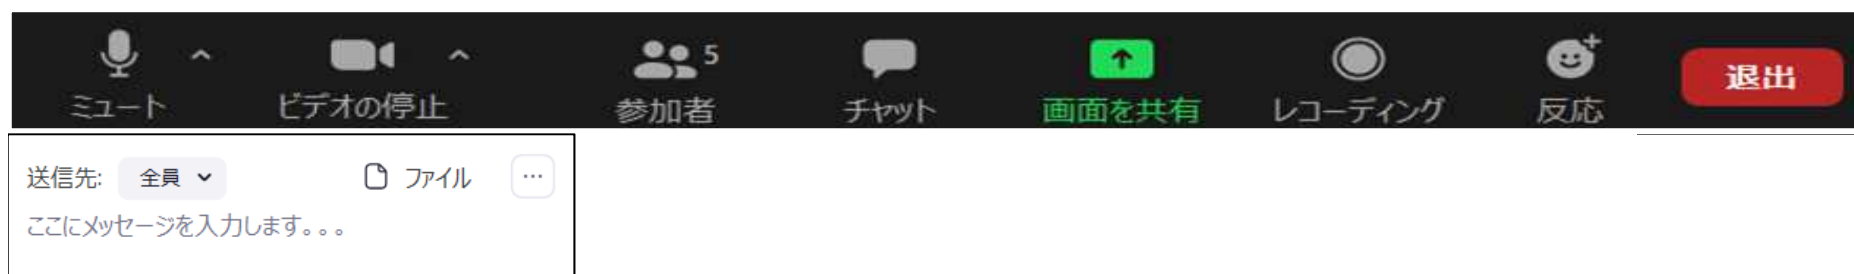 5
ミュート ビデオの停止 参加者 チャット 画面を共有 レコーディング 反応 退出
送信先: 全員 ファイル ...
ここにメッセージを入力します。。。